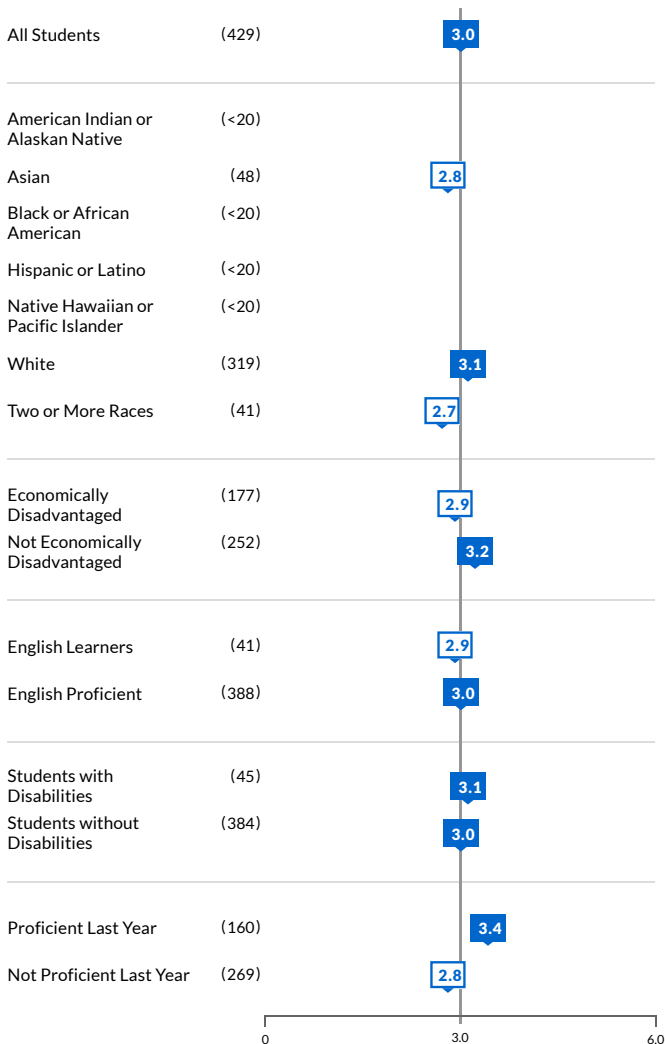 All Students (429) 3.0
American Indian or (<20)
Alaskan Native
Asian (48) 2.8
Black or African (<20)
American
Hispanic or Latino (<20)
Native Hawaiian or (<20)
Pacific Islander
White (319) 3.1
Two or More Races (41) 2.7
Economically (177) 2.9
Disadvantaged
Not Economically (252) 3.2
Disadvantaged
English Learners (41) 2.9
English Proficient (388) 3.0
Students with (45) 3.1
Disabilities
Students without (384) 3.0
Disabilities
Proficient Last Year (160) 3.4
Not Proficient Last Year (269) 2.8
0 3.0 6.0